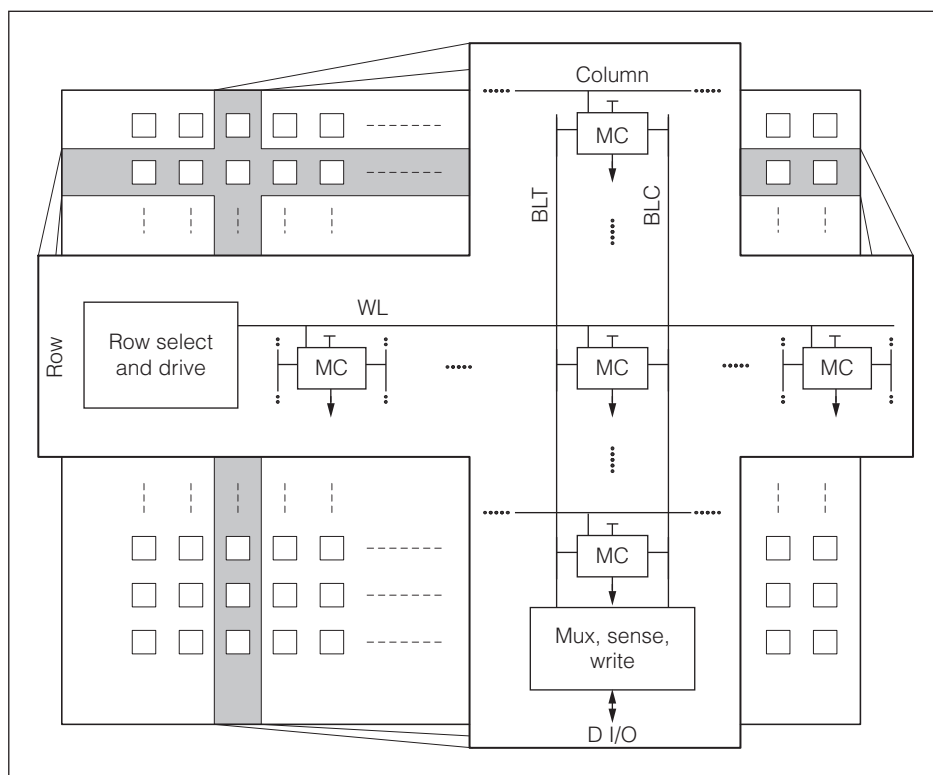 Column
MC
BLT
BLC
WL
Row
Row select
and drive
MC
MC
MC
MC
Mux, sense,
write
D I/O